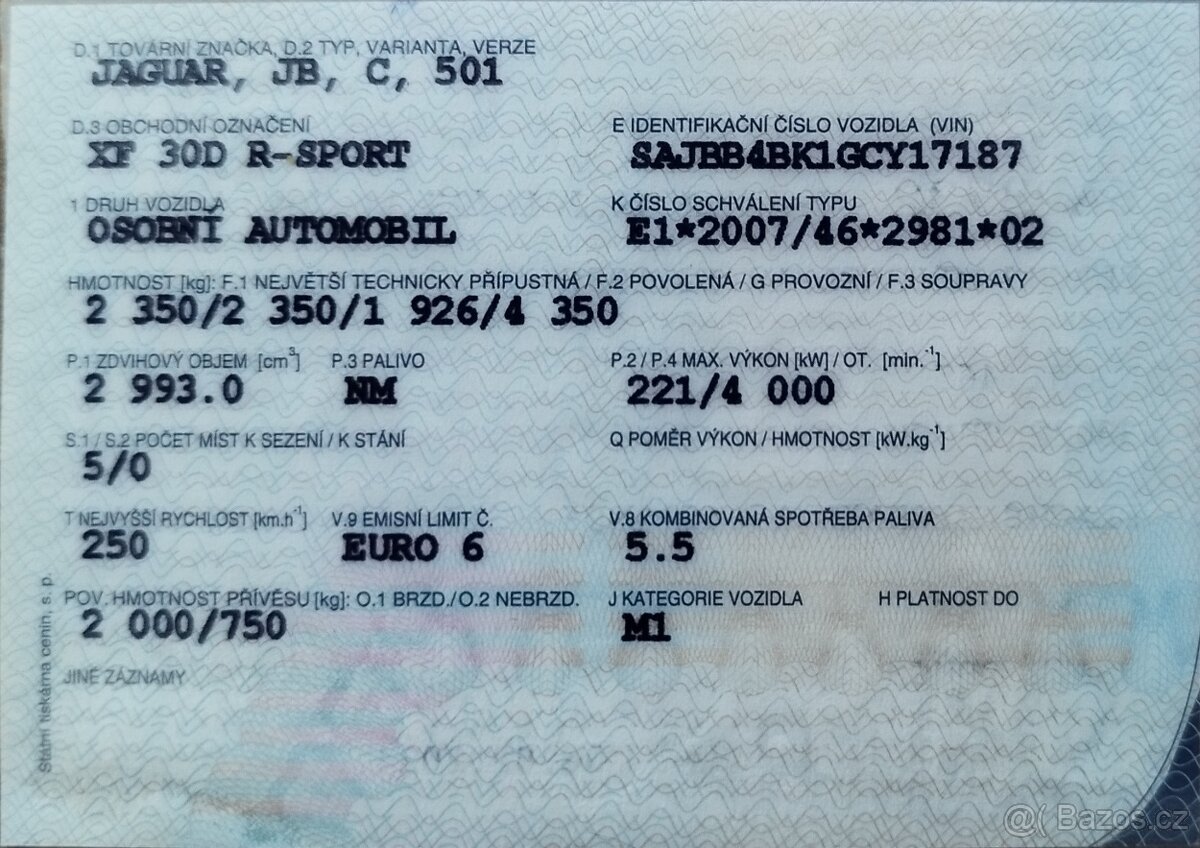 D.1 TOVÁRNÍ ZNAČKA, D.2 TYP, VARIANTA, VERZE
JAGUAR, JB, C, 501
D.3 OBCHODNÍ OZNAČENÍ
XF 30D R-SPORT
E IDENTIFIKAČNÍ ČÍSLO VOZIDLA (VIN)
SAJBB4BK1GCY17187
1 DRUH VOZIDLA
OSOBNÍ AUTOMOBIL
K ČÍSLO SCHVÁLENÍ TYPU
E1*2007/46*2981*02
HMOTNOST [kg]: F.1 NEJVĚTŠÍ TECHNICKY PŘÍPUSTNÁ / F.2 POVOLENÁ / G PROVOZNÍ / F.3 SOUPRAVY
2 350/2 350/1 926/4 350
P.1 ZDVIHOVÝ OBJEM [cm³]
2 993.0
P.3 PALIVO
NM
P.2 / P.4 MAX. VÝKON [kW] / OT. [min.⁻¹]
221/4 000
S.1 / S.2 POČET MÍST K SEZENÍ / K STÁNÍ
5/0
Q POMĚR VÝKON / HMOTNOST [kW.kg⁻¹]
T NEJVYŠŠÍ RYCHLOST [km.h⁻¹]
250
V.9 EMISNÍ LIMIT Č.
EURO 6
V.8 KOMBINOVANÁ SPOTŘEBA PALIVA
5.5
POV. HMOTNOST PŘÍVĚSU [kg]: O.1 BRZD./O.2 NEBRZD.
2 000/750
J KATEGORIE VOZIDLA
M1
H PLATNOST DO
JINÉ ZÁZNAMY
Státní tiskárna cenin, s. p.
@( Bazos.cz